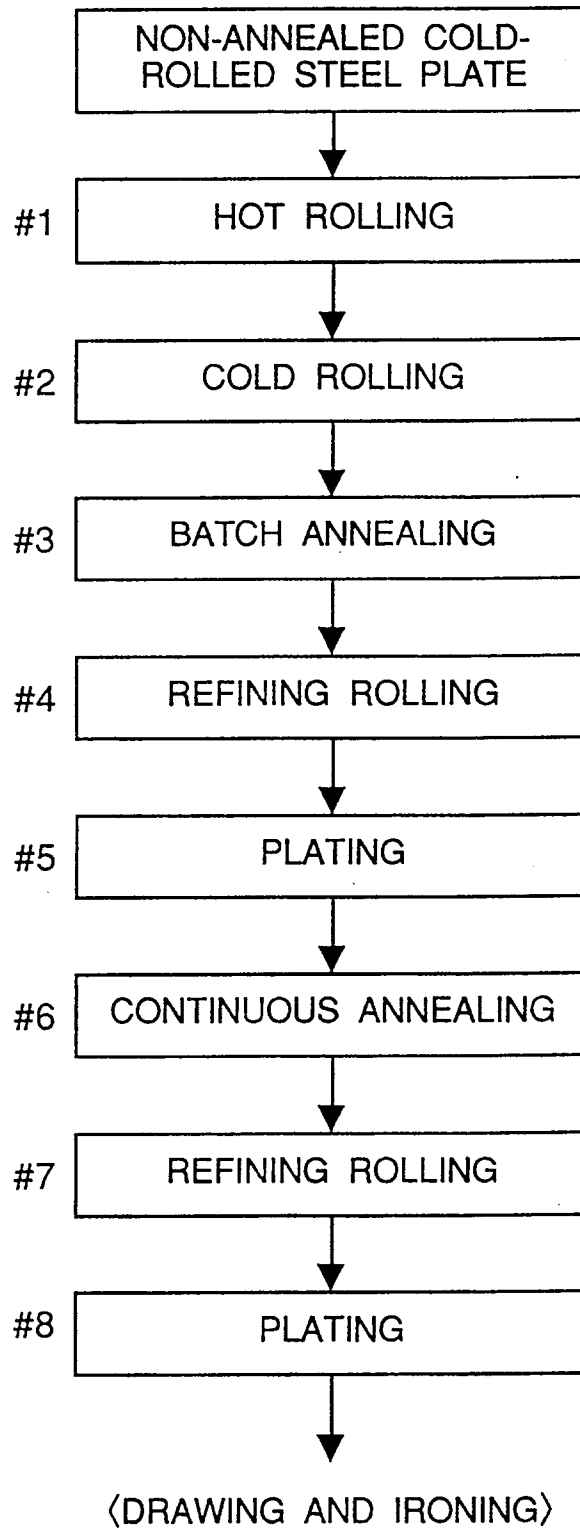 NON-ANNEALED COLD-
ROLLED STEEL PLATE
#1 HOT ROLLING
#2 COLD ROLLING
#3 BATCH ANNEALING
#4 REFINING ROLLING
#5 PLATING
#6 CONTINUOUS ANNEALING
#7 REFINING ROLLING
#8 PLATING
〈DRAWING AND IRONING〉